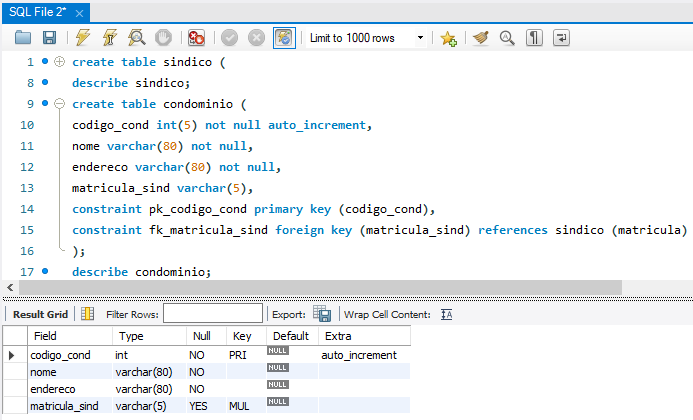 SQL File 2*
Limit to 1000 rows
1 create table sindico (
8 describe sindico;
9 create table condominio (
10 codigo_cond int(5) not null auto_increment,
11 nome varchar(80) not null,
12 endereco varchar(80) not null,
13 matricula_sind varchar(5),
14 constraint pk_codigo_cond primary key (codigo_cond),
15 constraint fk_matricula_sind foreign key (matricula_sind) references sindico (matricula)
16 );
17 describe condominio;
Result Grid Filter Rows: Export: Wrap Cell Content: IA
Field Type Null Key Default Extra
codigo_cond int NO PRI NULL auto_increment
nome varchar(80) NO NULL
endereco varchar(80) NO NULL
matricula_sind varchar(5) YES MUL NULL